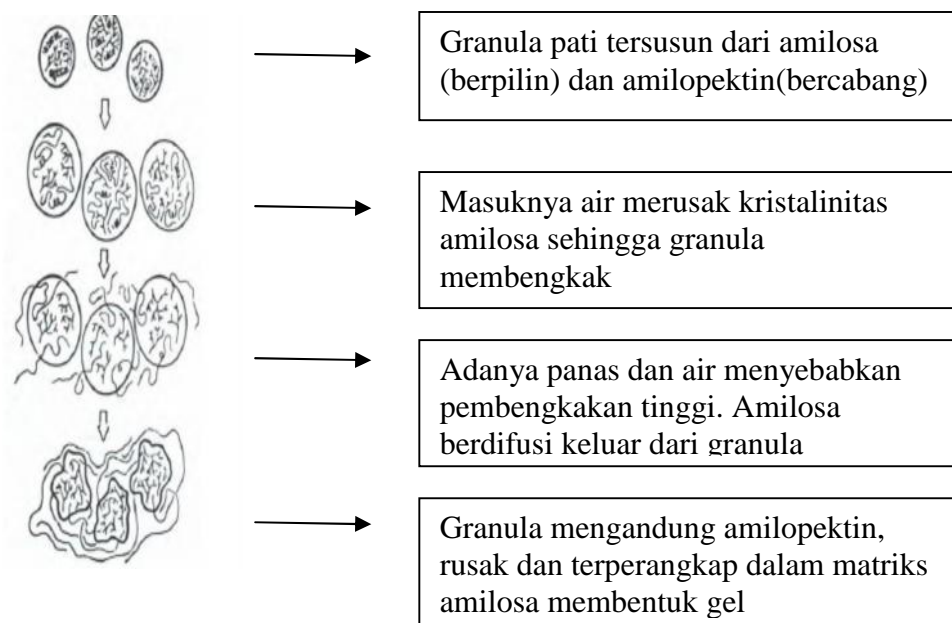 Granula pati tersusun dari amilosa
(berpilin) dan amilopektin(bercabang)
Masuknya air merusak kristalinitas
amilosa sehingga granula
membengkak
Adanya panas dan air menyebabkan
pembengkakan tinggi. Amilosa
berdifusi keluar dari granula
Granula mengandung amilopektin,
rusak dan terperangkap dalam matriks
amilosa membentuk gel